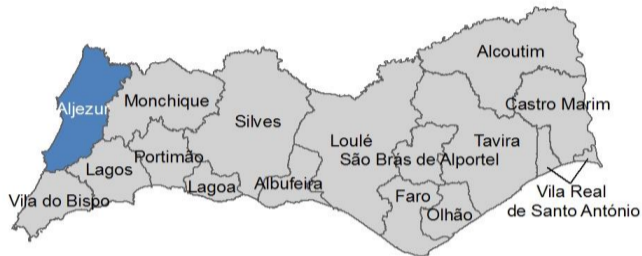 Alcoutim
Aljezur
Monchique
Castro Marim
Silves
Loulé
Tavira
Portimão
São Brás de Alportel
Lagos
Lagoa
Albufeira
Vila do Bispo
Faro
Olhão
Vila Real
de Santo António